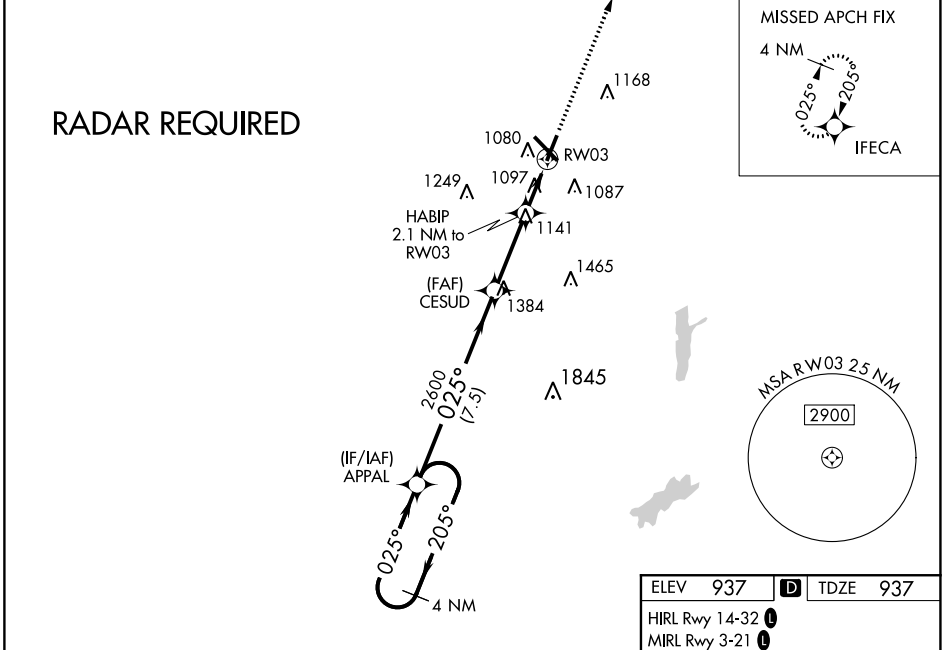 MISSED APCH FIX
4 NM
025°
205°
IFECA
RADAR REQUIRED
1168
1080
RW03
1249
1097
1087
HABIP
2.1 NM to
RW03
1141
(FAF)
CESUD
1465
1384
2600
025°
(7.5)
1845
MSA RW03 25 NM
2900
(IF/IAF)
APPAL
025°
205°
4 NM
ELEV 937 D TDZE 937
HIRL Rwy 14-32 L
MIRL Rwy 3-21 L